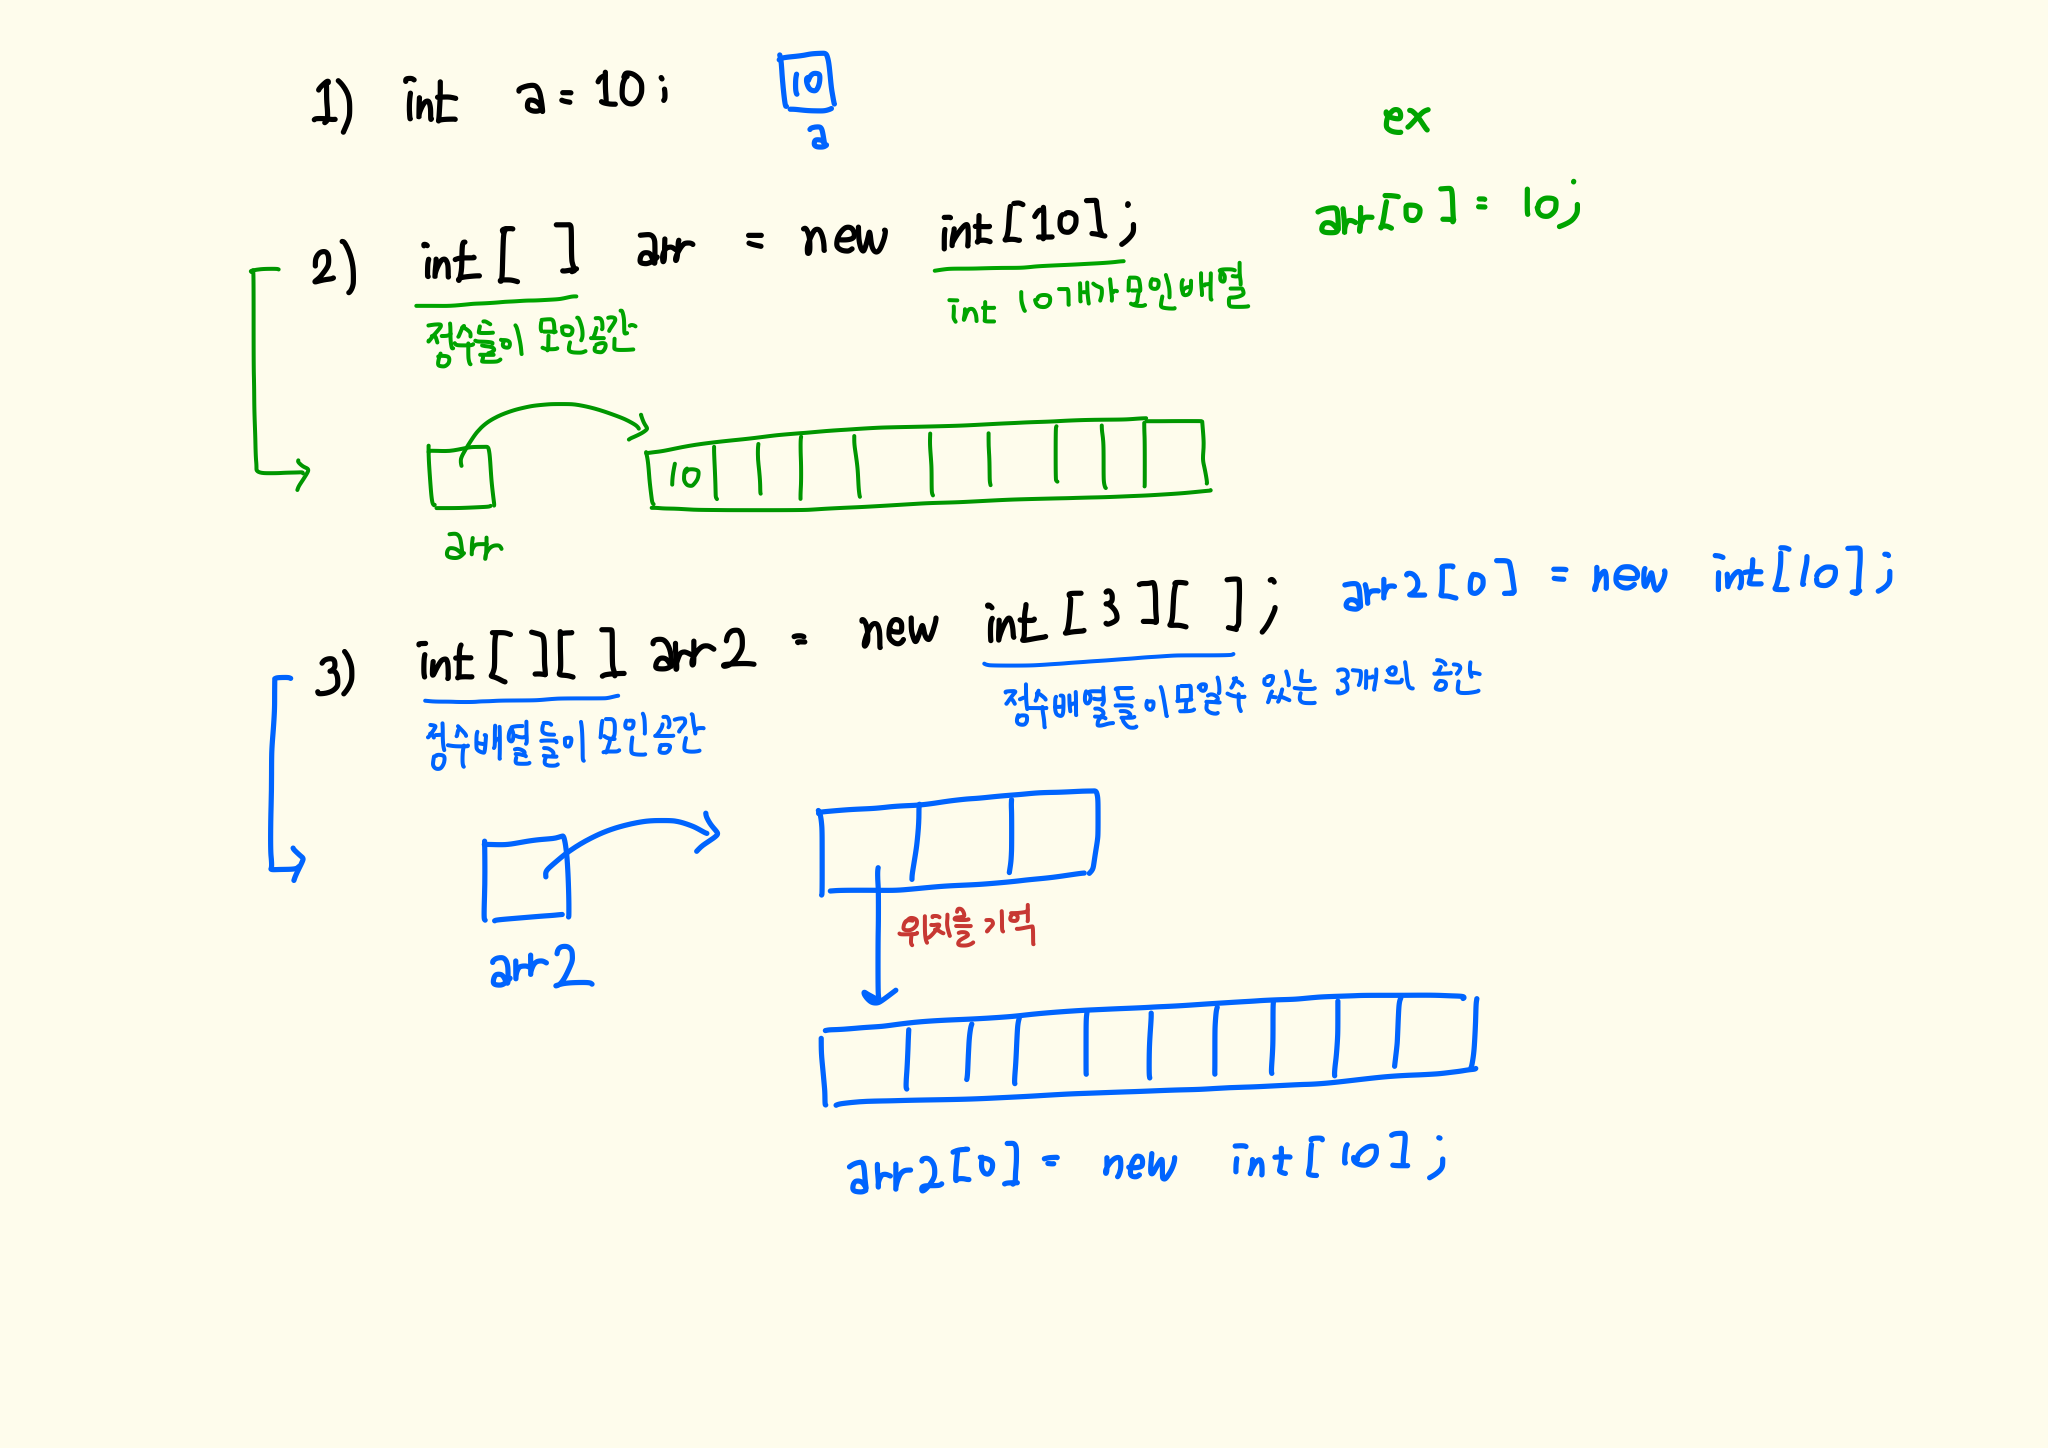 1) int a = 10;
10
a
ex
2) int[ ] arr = new int[10];
arr[0] = 10;
정수들이 모인공간
int 10개가모인배열
10
arr
3) int[ ][ ] arr2 = new int[3][ ];
arr2[0] = new int[10];
정수배열들이 모인공간
정수배열들이모일수 있는 3개의 공간
위치를 기억
arr2
arr2[0] = new int[10];